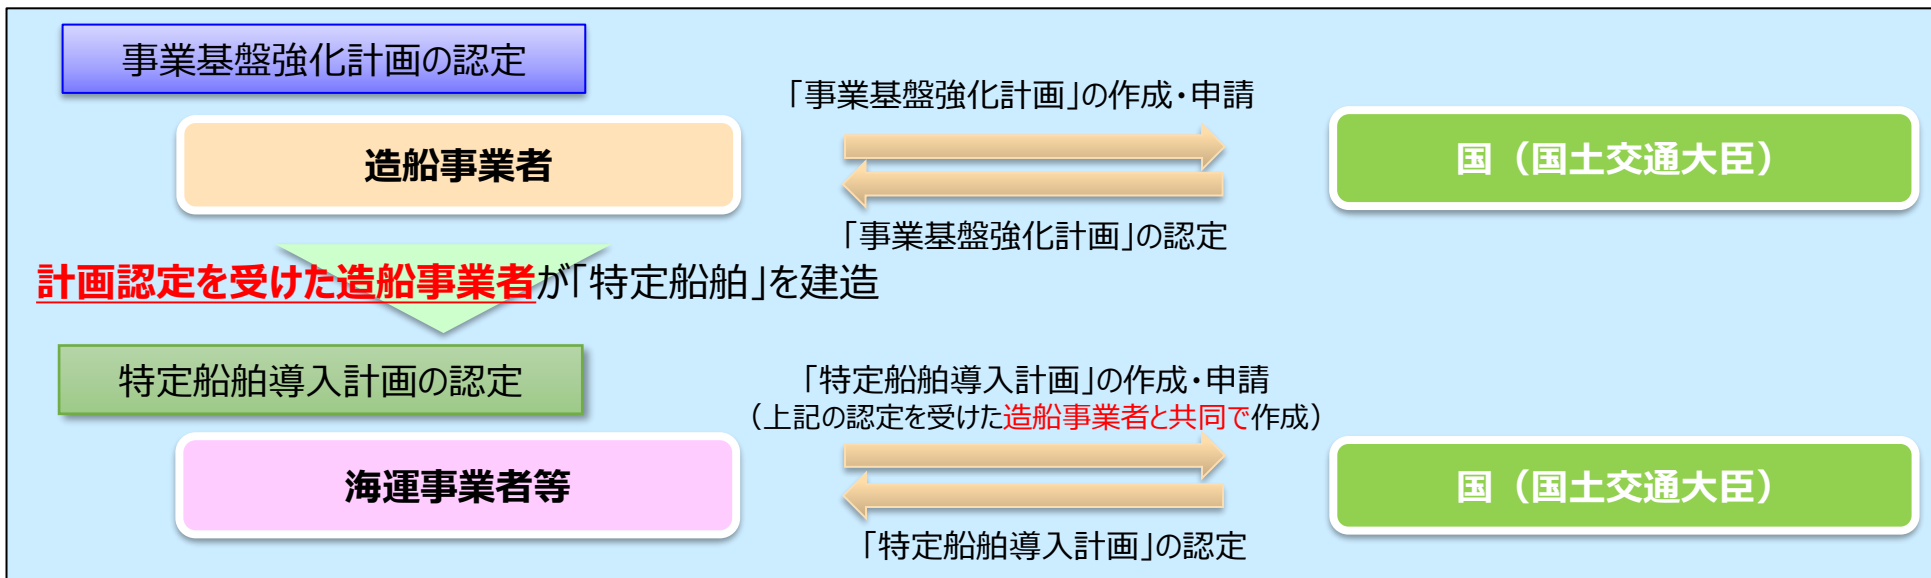 事業基盤強化計画の認定
「事業基盤強化計画」の作成・申請
造船事業者
国（国土交通大臣）
「事業基盤強化計画」の認定
計画認定を受けた造船事業者が「特定船舶」を建造
特定船舶導入計画の認定
「特定船舶導入計画」の作成・申請
（上記の認定を受けた造船事業者と共同で作成）
海運事業者等
国（国土交通大臣）
「特定船舶導入計画」の認定